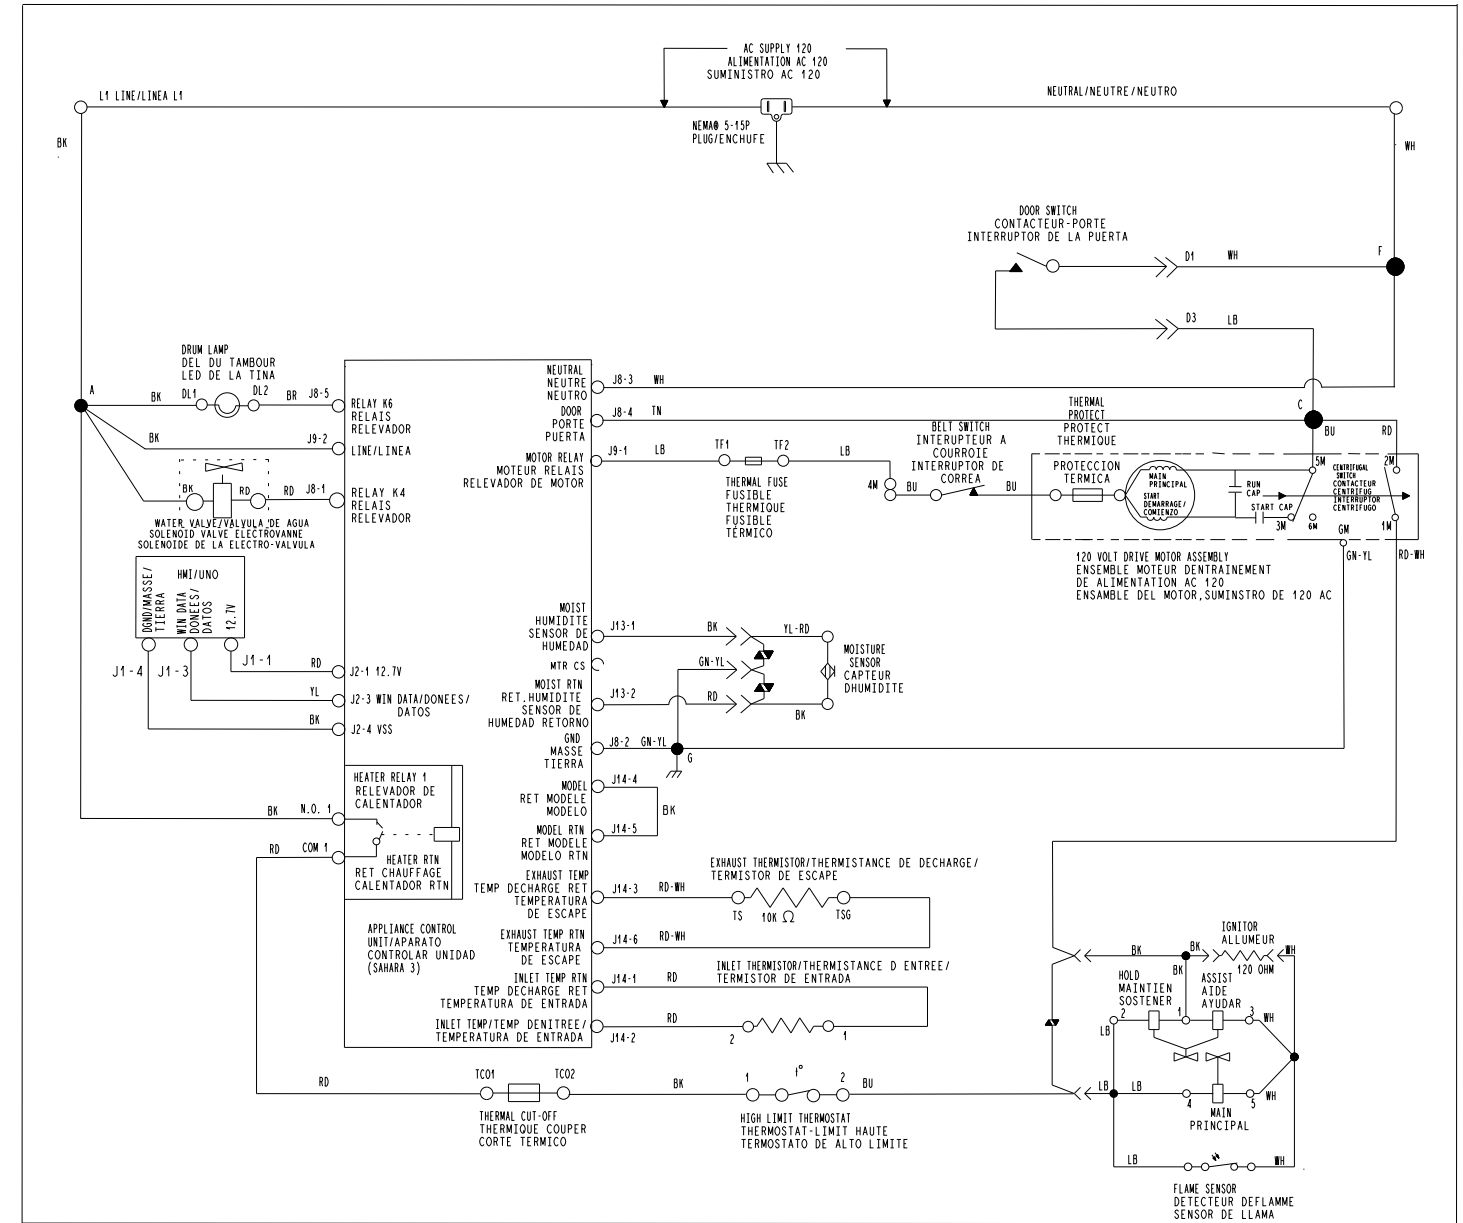 AC SUPPLY 120
ALIMENTATION AC 120
SUMINISTRO AC 120
L1 LINE/LINEA L1
NEUTRAL/NEUTRE/NEUTRO
NEMA® 5-15P
PLUG/ENCHUFE
BK
WH
DOOR SWITCH
CONTACTEUR-PORTE
INTERRUPTOR DE LA PUERTA
D1
WH
F
D3
LB
DRUM LAMP
DEL DU TAMBOUR
LED DE LA TINA
A
BK
DL1
DL2
BR
J8-5
RELAY K6
RELAIS
RELEVADOR
BK
J9-2
LINE/LINEA
BK
RD
RD
J8-1
RELAY K4
RELAIS
RELEVADOR
WATER VALVE/VALVULA DE AGUA
SOLENOID VALVE ELECTROVANNE
SOLENOIDE DE LA ELECTRO-VALVULA
NEUTRAL
NEUTRE
NEUTRO
J8-3
WH
DOOR
PORTE
PUERTA
J8-4
TN
MOTOR RELAY
MOTEUR RELAIS
RELEVADOR DE MOTOR
J9-1
LB
TF1
TF2
LB
THERMAL FUSE
FUSIBLE
THERMIQUE
FUSIBLE
TÉRMICO
4M
BU
BELT SWITCH
INTERUPTEUR A
COURROIE
INTERRUPTOR DE
CORREA
BU
THERMAL
PROTECT
PROTECT
THERMIQUE
PROTECCION
TERMICA
C
BU
RD
MAIN
PRINCIPAL
START
DEMARRAGE/
COMIENZO
RUN
CAP
START CAP
5M
2M
CENTRIFUGAL
SWITCH
CONTACTEUR
CENTRIFUG
INTERRUPTOR
CENTRIFUGO
3M
6M
GM
1M
GN-YL
RD-WH
120 VOLT DRIVE MOTOR ASSEMBLY
ENSEMBLE MOTEUR DENTRAINEMENT
DE ALIMENTATION AC 120
ENSAMBLE DEL MOTOR,SUMINSTRO DE 120 AC
DGND/MASSE/
TIERRA
HMI/UNO
WIN DATA
DONEES/
DATOS
12.7V
J1-4
J1-3
J1-1
RD
J2-1 12.7V
YL
J2-3 WIN DATA/DONEES/
DATOS
BK
J2-4 VSS
MOIST
HUMIDITE
SENSOR DE
HUMEDAD
J13-1
BK
YL-RD
MTR CS
GN-YL
MOISTURE
SENSOR
CAPTEUR
DHUMIDITE
MOIST RTN
RET.HUMIDITE
SENSOR DE
HUMEDAD RETORNO
J13-2
RD
BK
GND
MASSE
TIERRA
J8-2
GN-YL
G
MODEL
RET MODELE
MODELO
J14-4
BK
MODEL RTN
RET MODELE
MODELO RTN
J14-5
HEATER RELAY 1
RELEVADOR DE
CALENTADOR
BK
N.O. 1
RD
COM 1
HEATER RTN
RET CHAUFFAGE
CALENTADOR RTN
EXHAUST TEMP
TEMP DECHARGE RET
TEMPERATURA
DE ESCAPE
J14-3
RD-WH
EXHAUST THERMISTOR/THERMISTANCE DE DECHARGE/
TERMISTOR DE ESCAPE
TS
10K Ω
TSG
APPLIANCE CONTROL
UNIT/APARATO
CONTROLAR UNIDAD
(SAHARA 3)
EXHAUST TEMP RTN
TEMPERATURA
DE ESCAPE
J14-6
RD-WH
INLET TEMP RTN
TEMP DECHARGE RET
TEMPERATURA DE ENTRADA
J14-1
RD
INLET THERMISTOR/THERMISTANCE D ENTREE/
TERMISTOR DE ENTRADA
INLET TEMP/TEMP DENITREE/
TEMPERATURA DE ENTRADA
J14-2
RD
2
1
RD
TCO1
TCO2
THERMAL CUT-OFF
THERMIQUE COUPER
CORTE TERMICO
BK
1
t°
2
BU
HIGH LIMIT THERMOSTAT
THERMOSTAT-LIMIT HAUTE
TERMOSTATO DE ALTO LIMITE
IGNITOR
ALLUMEUR
BK
BK
WH
120 OHM
BK
HOLD
MAINTIEN
SOSTENER
ASSIST
AIDE
AYUDAR
2
1
3
WH
LB
LB
LB
4
5
WH
MAIN
PRINCIPAL
LB
WH
FLAME SENSOR
DETECTEUR DEFLAMME
SENSOR DE LLAMA